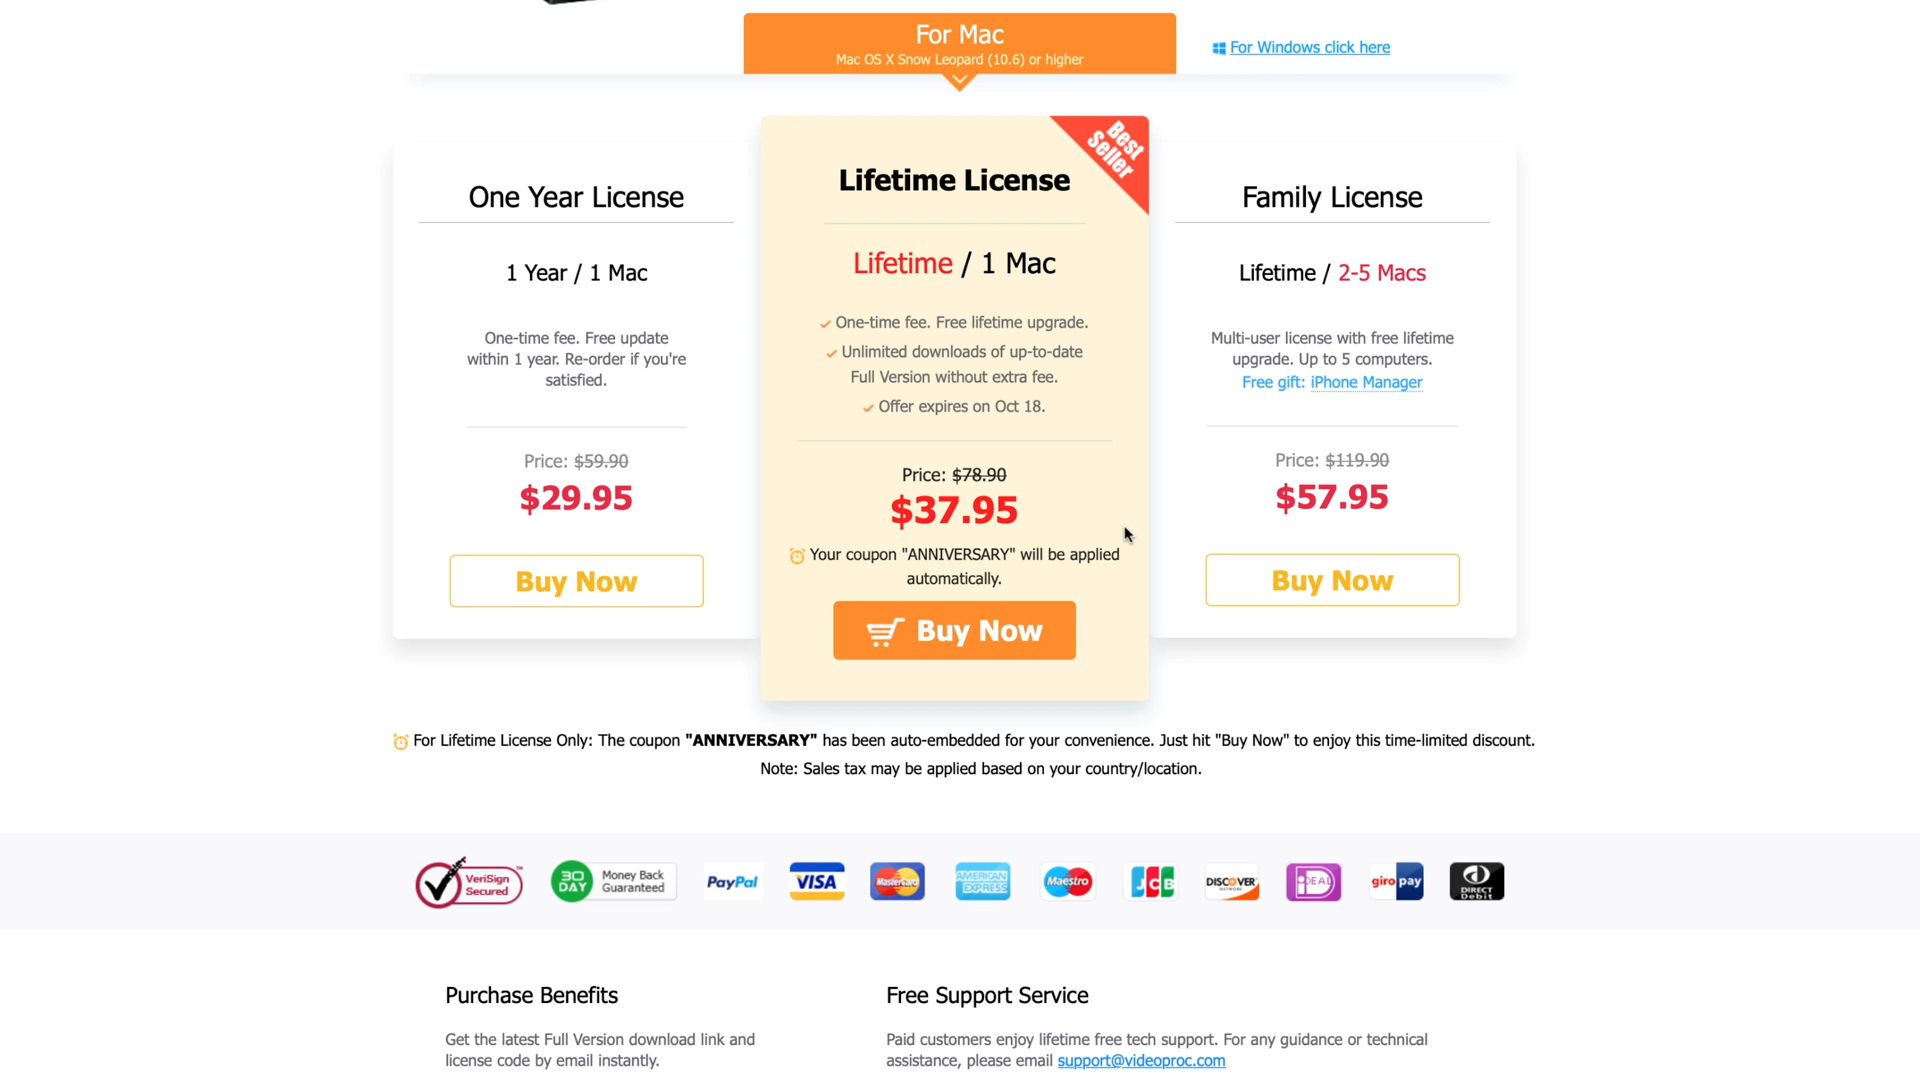 For Mac
Mac OS X Snow Leopard (10.6) or higher
For Windows click here
One Year License
1 Year / 1 Mac
One-time fee. Free update
within 1 year. Re-order if you're
satisfied.
Price: $59.90
$29.95
Buy Now
Best
Seller
Lifetime License
Lifetime / 1 Mac
One-time fee. Free lifetime upgrade.
Unlimited downloads of up-to-date
Full Version without extra fee.
Offer expires on Oct 18.
Price: $78.90
$37.95
Your coupon "ANNIVERSARY" will be applied
automatically.
Buy Now
Family License
Lifetime / 2-5 Macs
Multi-user license with free lifetime
upgrade. Up to 5 computers.
Free gift: iPhone Manager
Price: $119.90
$57.95
Buy Now
For Lifetime License Only: The coupon "ANNIVERSARY" has been auto-embedded for your convenience. Just hit "Buy Now" to enjoy this time-limited discount.
Note: Sales tax may be applied based on your country/location.
VeriSign
Secured
30
DAY
Money Back
Guaranteed
PayPal
VISA
MasterCard
AMERICAN
EXPRESS
Maestro
JCB
DISCOVER
NETWORK
iDEAL
giropay
DIRECT
Debit
Purchase Benefits
Get the latest Full Version download link and
license code by email instantly.
Free Support Service
Paid customers enjoy lifetime free tech support. For any guidance or technical
assistance, please email support@videoproc.com